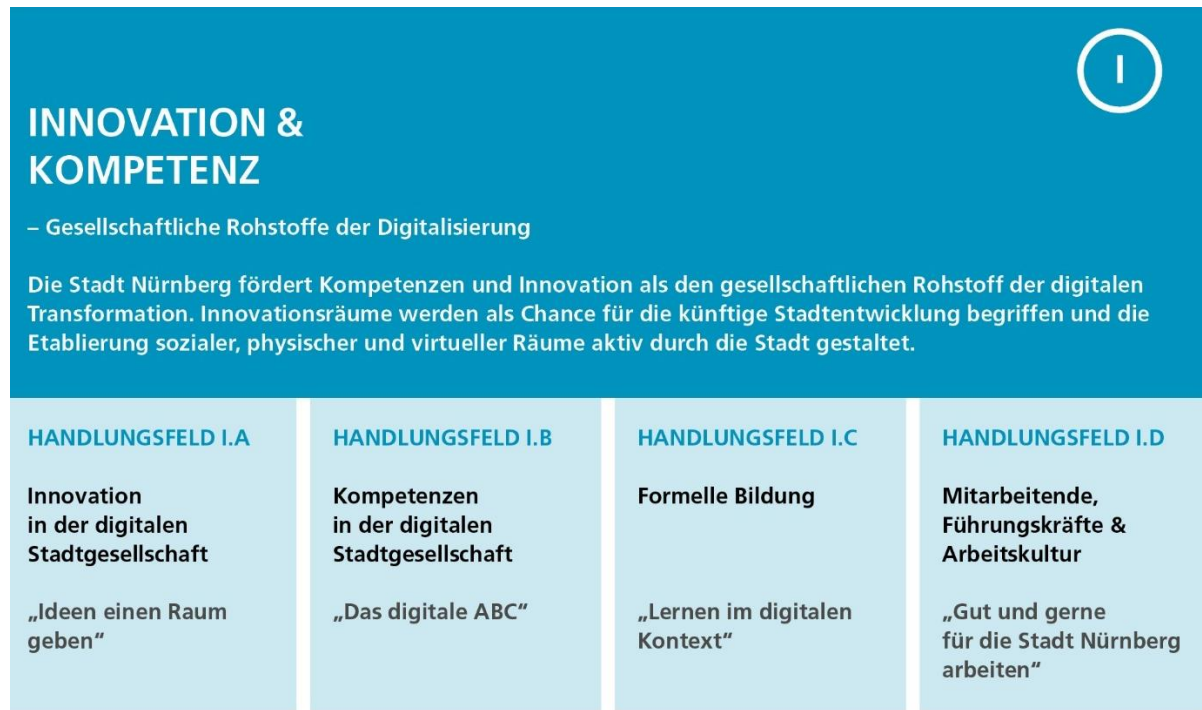 I
INNOVATION &
KOMPETENZ
– Gesellschaftliche Rohstoffe der Digitalisierung
Die Stadt Nürnberg fördert Kompetenzen und Innovation als den gesellschaftlichen Rohstoff der digitalen
Transformation. Innovationsräume werden als Chance für die künftige Stadtentwicklung begriffen und die
Etablierung sozialer, physischer und virtueller Räume aktiv durch die Stadt gestaltet.
HANDLUNGSFELD I.A
Innovation
in der digitalen
Stadtgesellschaft
„Ideen einen Raum
geben“
HANDLUNGSFELD I.B
Kompetenzen
in der digitalen
Stadtgesellschaft
„Das digitale ABC“
HANDLUNGSFELD I.C
Formelle Bildung
„Lernen im digitalen
Kontext“
HANDLUNGSFELD I.D
Mitarbeitende,
Führungskräfte &
Arbeitskultur
„Gut und gerne
für die Stadt Nürnberg
arbeiten“